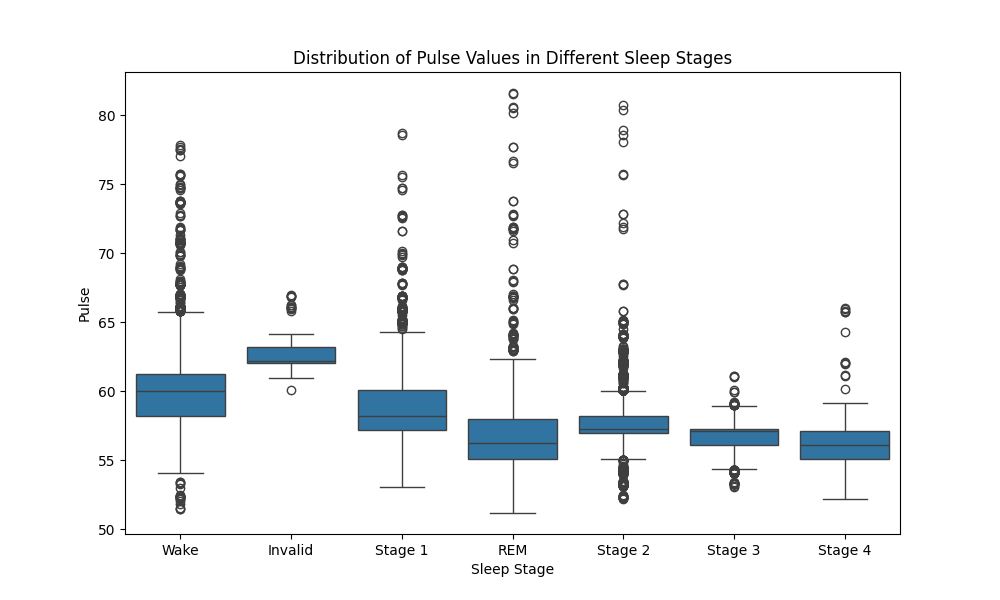 Distribution of Pulse Values in Different Sleep Stages
80
75
70
65
60
55
50
Pulse
Wake Invalid Stage 1 REM Stage 2 Stage 3 Stage 4
Sleep Stage